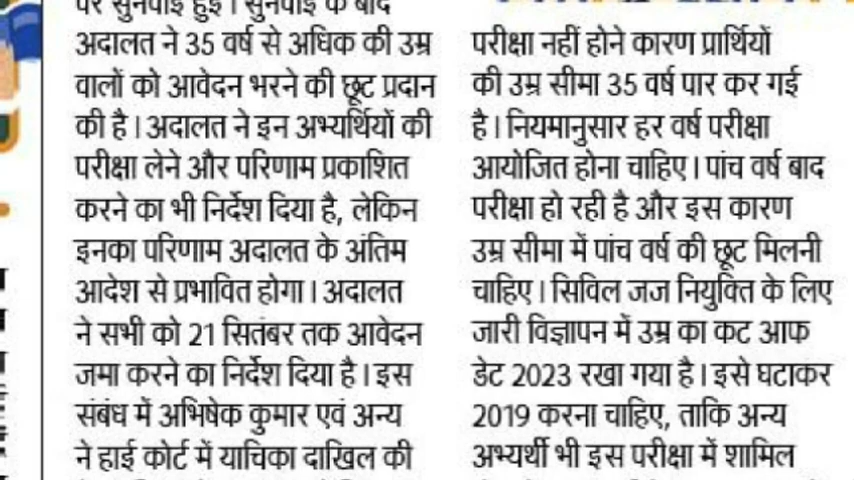 पर सुनवाई हुई। सुनवाई के बाद
अदालत ने 35 वर्ष से अधिक की उम्र
वालों को आवेदन भरने की छूट प्रदान
की है। अदालत ने इन अभ्यर्थियों की
परीक्षा लेने और परिणाम प्रकाशित
करने का भी निर्देश दिया है, लेकिन
इनका परिणाम अदालत के अंतिम
आदेश से प्रभावित होगा। अदालत
ने सभी को 21 सितंबर तक आवेदन
जमा करने का निर्देश दिया है। इस
संबंध में अभिषेक कुमार एवं अन्य
ने हाई कोर्ट में याचिका दाखिल की
परीक्षा नहीं होने कारण प्रार्थियों
की उम्र सीमा 35 वर्ष पार कर गई
है। नियमानुसार हर वर्ष परीक्षा
आयोजित होना चाहिए। पांच वर्ष बाद
परीक्षा हो रही है और इस कारण
उम्र सीमा में पांच वर्ष की छूट मिलनी
चाहिए। सिविल जज नियुक्ति के लिए
जारी विज्ञापन में उम्र का कट आफ
डेट 2023 रखा गया है। इसे घटाकर
2019 करना चाहिए, ताकि अन्य
अभ्यर्थी भी इस परीक्षा में शामिल